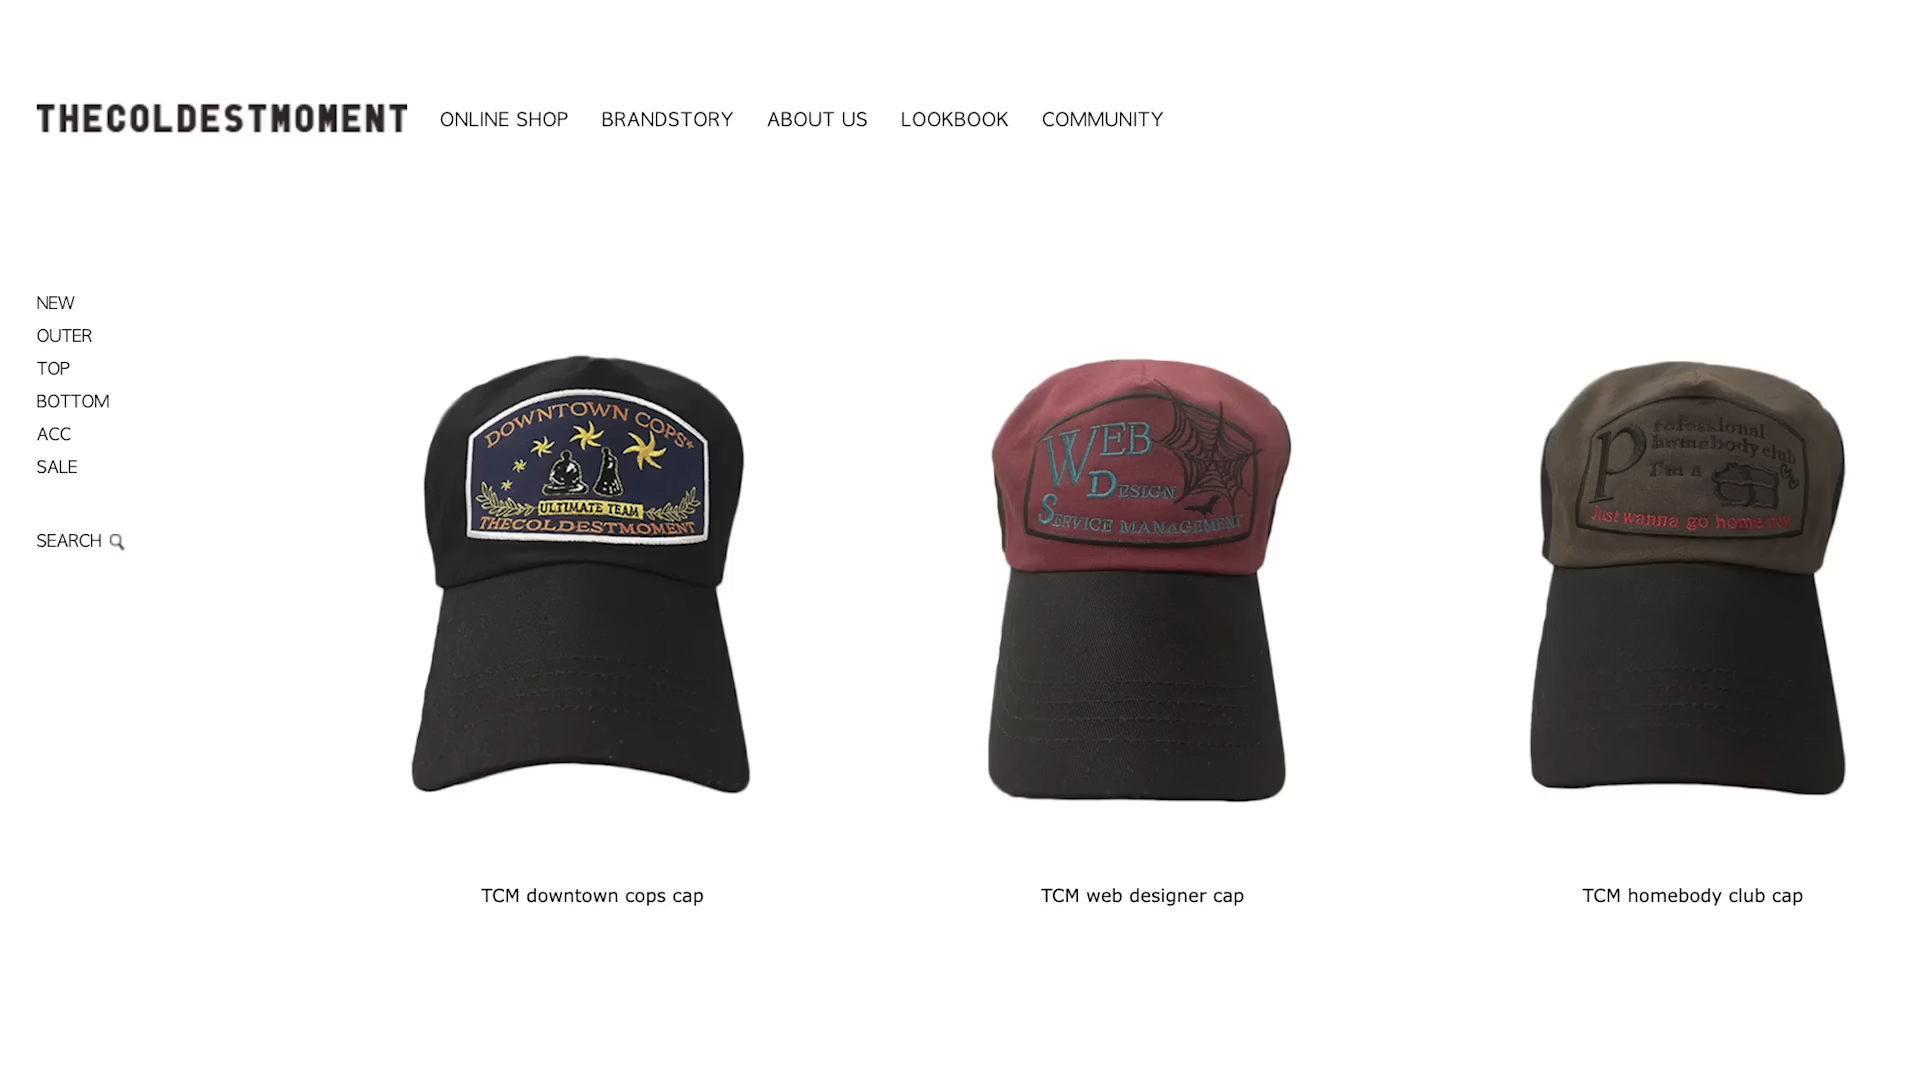 THECOLDESTMOMENT
ONLINE SHOP
BRANDSTORY
ABOUT US
LOOKBOOK
COMMUNITY
NEW
OUTER
TOP
BOTTOM
ACC
SALE
SEARCH
DOWNTOWN COPS*
ULTIMATE TEAM
THECOLDESTMOMENT
WEB
DESIGN
SERVICE MANAGEMENT
Professional
homebody club
I'm a
Just wanna go home now
TCM downtown cops cap
TCM web designer cap
TCM homebody club cap